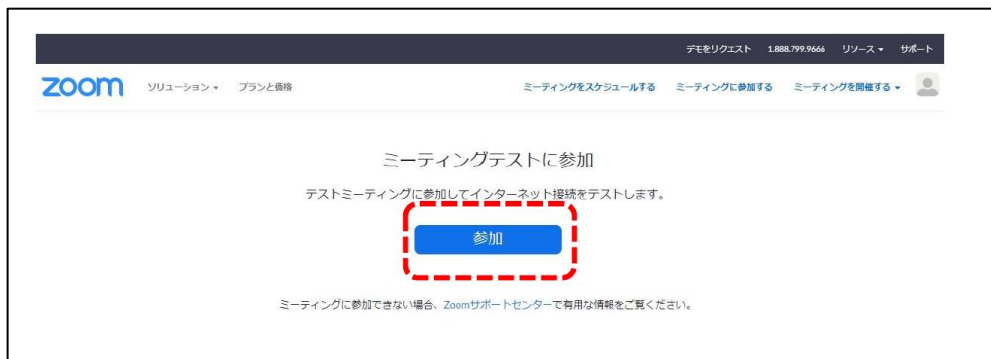 デモをリクエスト 1.888.799.9666 リソース サポート
zoom ソリューション プランと価格 ミーティングをスケジュールする ミーティングに参加する ミーティングを開催する
ミーティングテストに参加
テストミーティングに参加してインターネット接続をテストします。
参加
ミーティングに参加できない場合、Zoomサポートセンターで有用な情報をご覧ください。